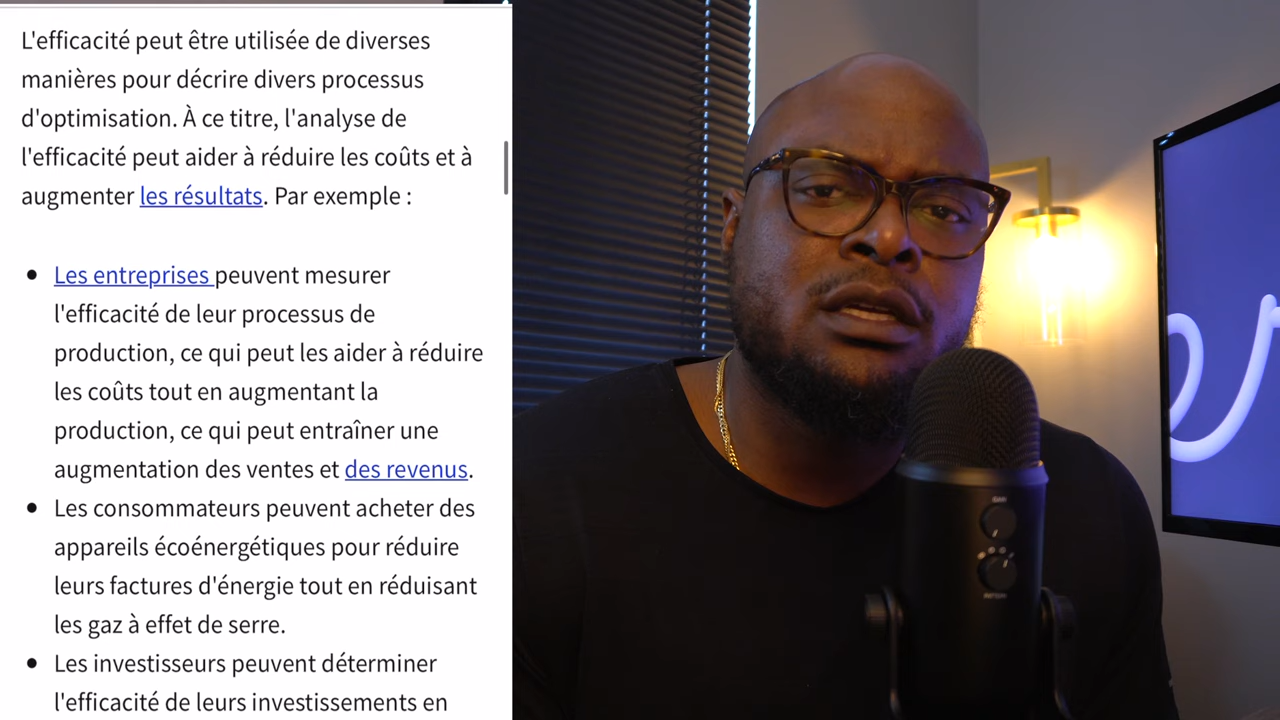 L'efficacité peut être utilisée de diverses
manières pour décrire divers processus
d'optimisation. À ce titre, l'analyse de
l'efficacité peut aider à réduire les coûts et à
augmenter les résultats. Par exemple :
Les entreprises peuvent mesurer
l'efficacité de leur processus de
production, ce qui peut les aider à réduire
les coûts tout en augmentant la
production, ce qui peut entraîner une
augmentation des ventes et des revenus.
Les consommateurs peuvent acheter des
appareils écoénergétiques pour réduire
leurs factures d'énergie tout en réduisant
les gaz à effet de serre.
Les investisseurs peuvent déterminer
l'efficacité de leurs investissements en